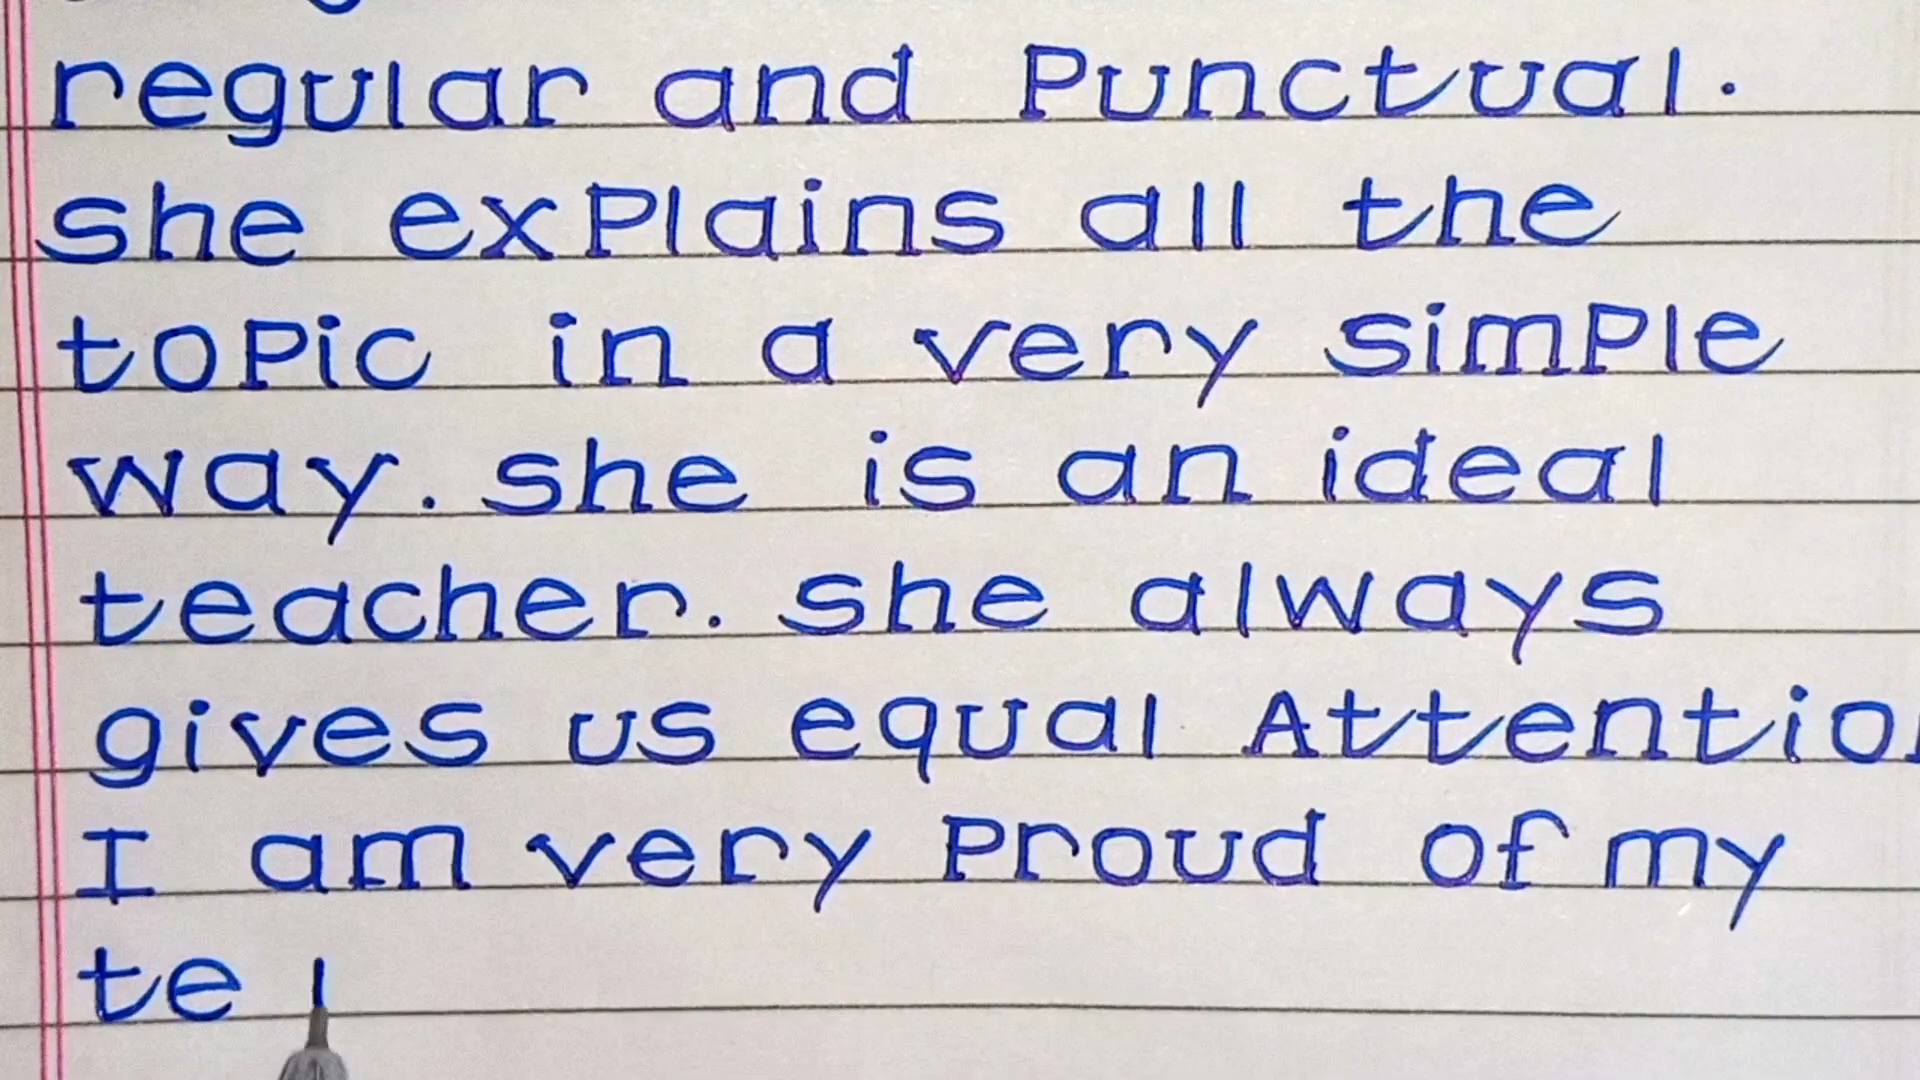 regular and Punctual.
she exPlains all the
toPic in a very simPle
way. she is an ideal
teacher. she always
gives us equal Attentio
I am very Proud of my
te